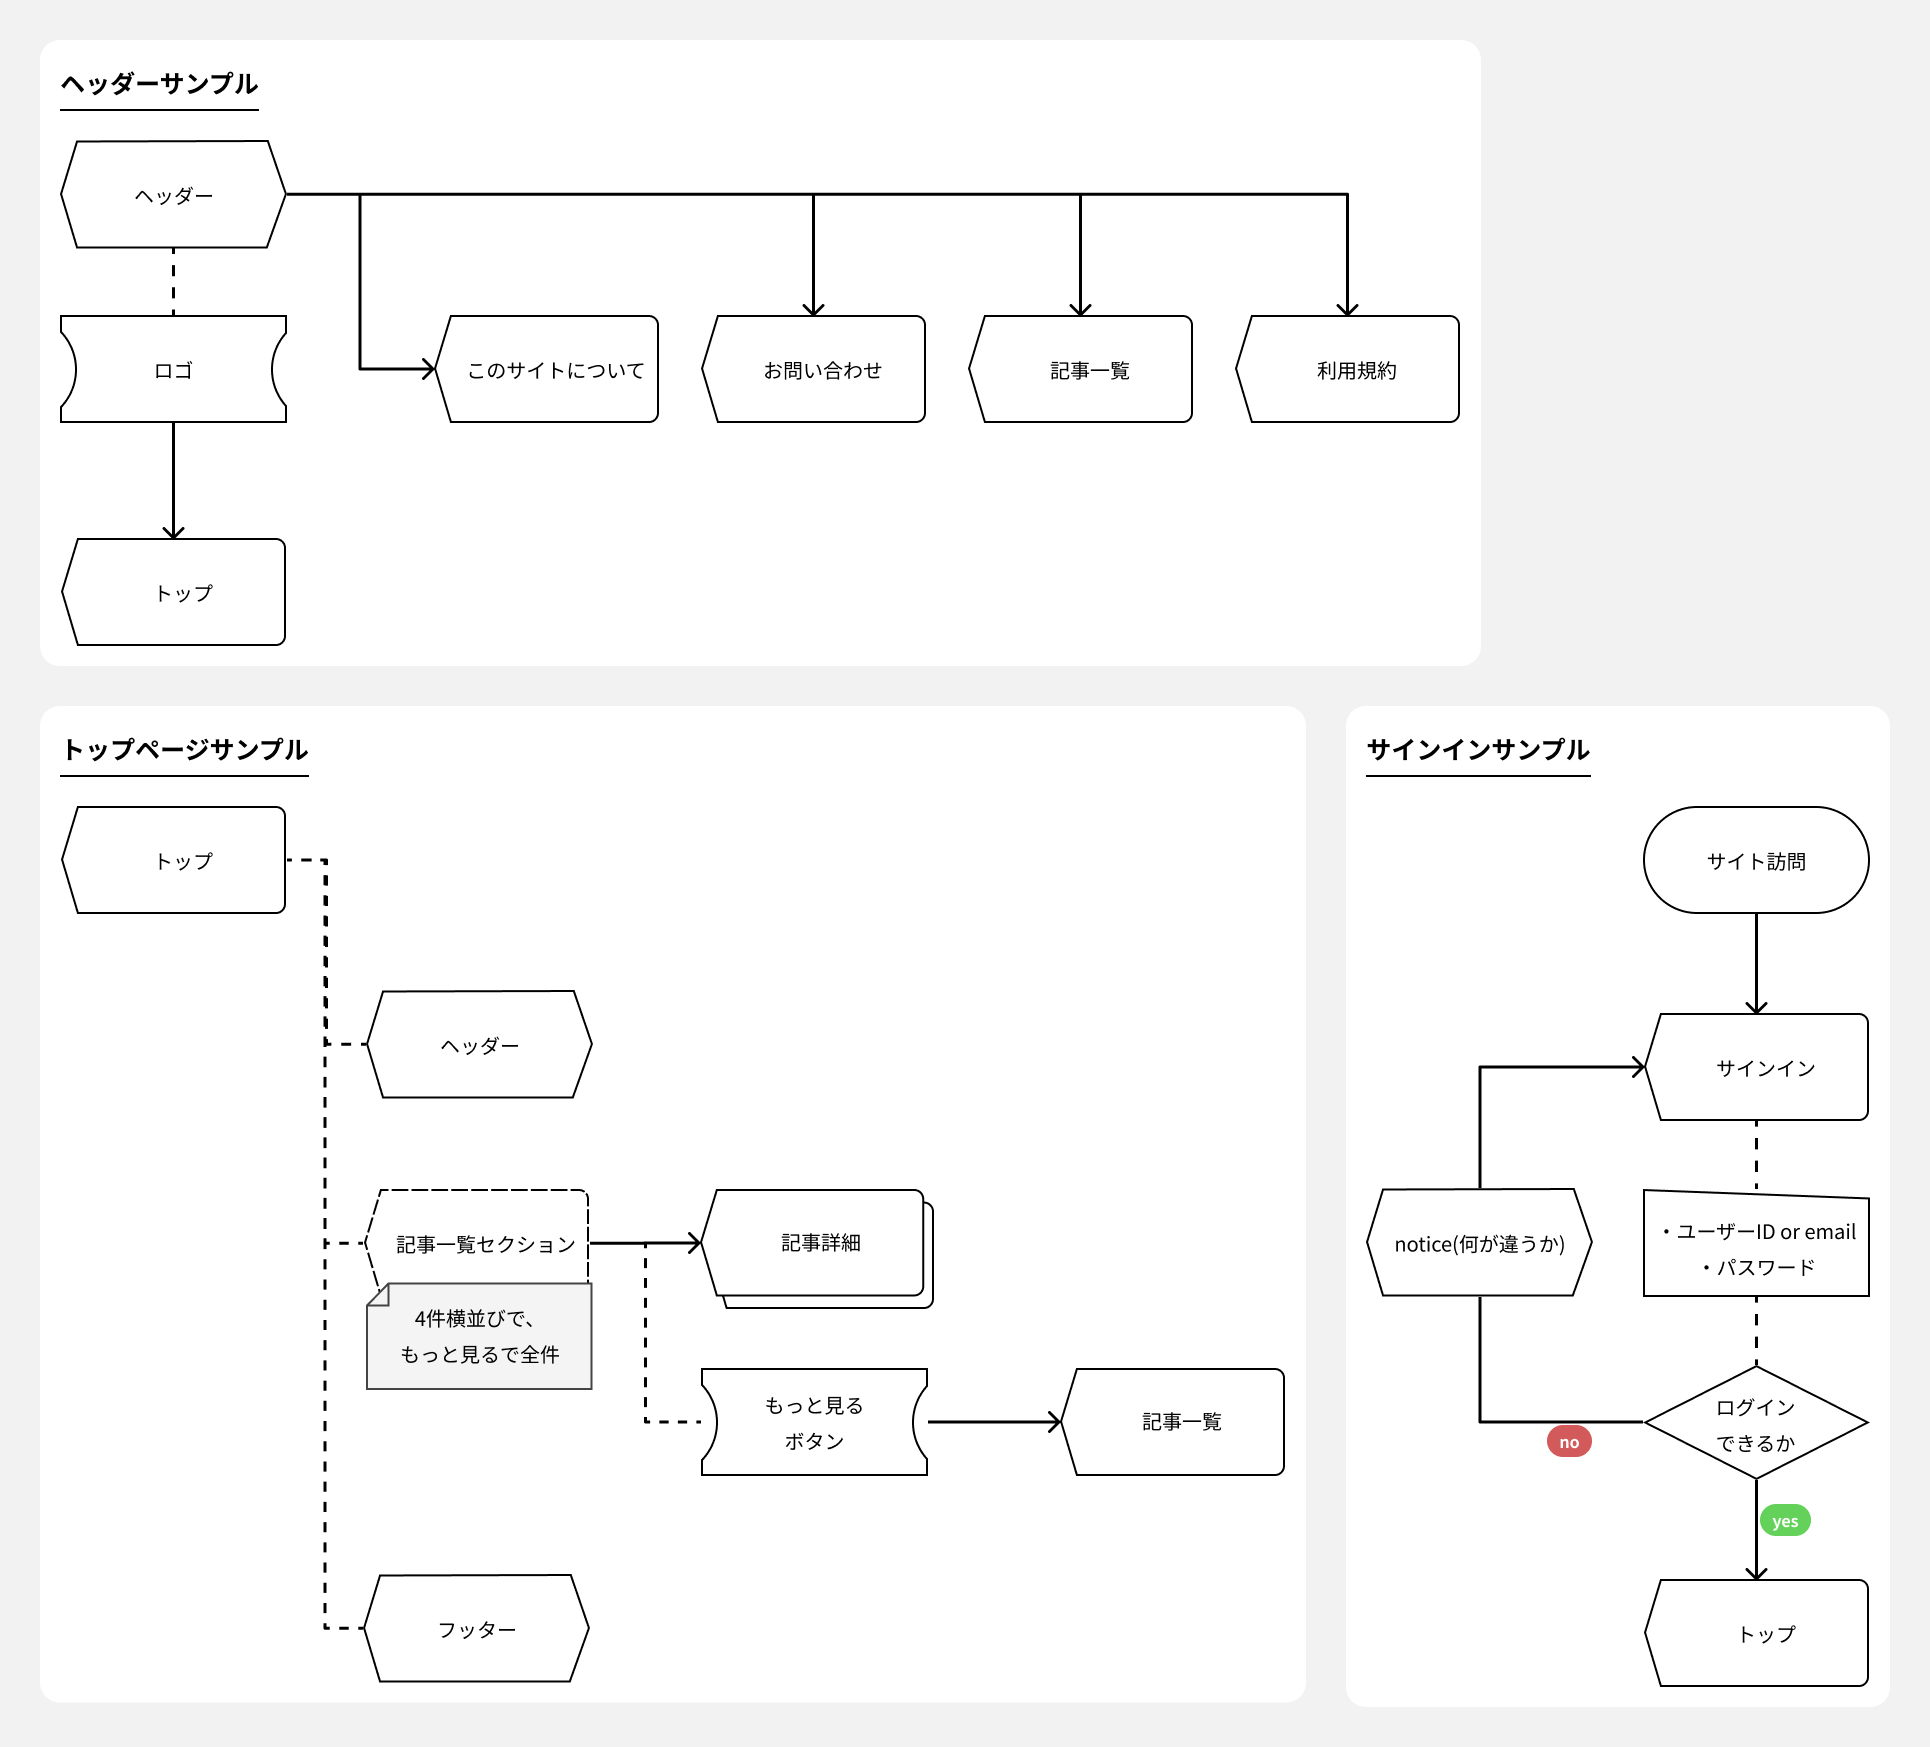 ヘッダーサンプル
ヘッダー
ロゴ
このサイトについて
お問い合わせ
記事一覧
利用規約
トップ
トップページサンプル
トップ
ヘッダー
記事一覧セクション
4件横並びで、
もっと見るで全件
記事詳細
もっと見る
ボタン
記事一覧
フッター
サインインサンプル
サイト訪問
サインイン
notice(何が違うか)
・ユーザーID or email
・パスワード
ログイン
できるか
no
yes
トップ